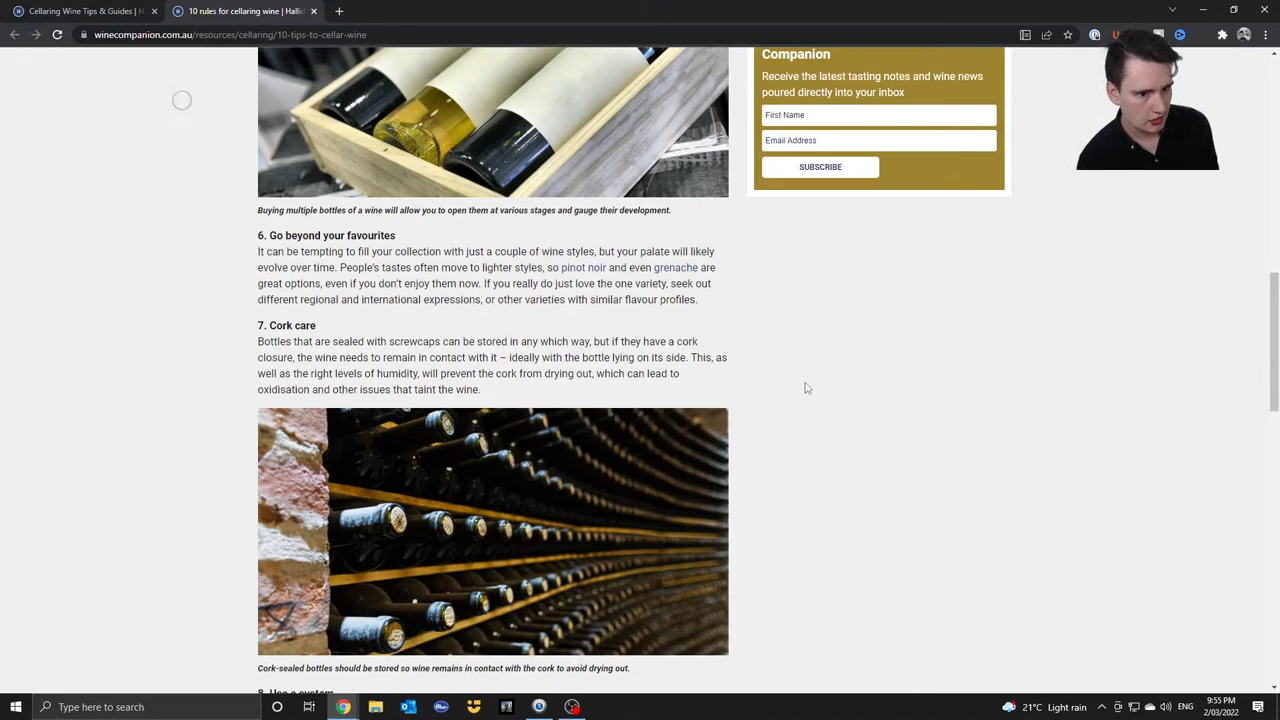 Cellaring Wine Tips & Guides | H
10 rules for cellaring wine | Halli
winecompanion.com.au/resources/cellaring/10-tips-to-cellar-wine
Companion
Receive the latest tasting notes and wine news
poured directly into your inbox
First Name
Email Address
SUBSCRIBE
Buying multiple bottles of a wine will allow you to open them at various stages and gauge their development.
6. Go beyond your favourites
It can be tempting to fill your collection with just a couple of wine styles, but your palate will likely
evolve over time. People's tastes often move to lighter styles, so pinot noir and even grenache are
great options, even if you don't enjoy them now. If you really do just love the one variety, seek out
different regional and international expressions, or other varieties with similar flavour profiles.
7. Cork care
Bottles that are sealed with screwcaps can be stored in any which way, but if they have a cork
closure, the wine needs to remain in contact with it – ideally with the bottle lying on its side. This, as
well as the right levels of humidity, will prevent the cork from drying out, which can lead to
oxidisation and other issues that taint the wine.
Cork-sealed bottles should be stored so wine remains in contact with the cork to avoid drying out.
8. Use a system
Type here to search
21°C Light rain
ENG
9:55 PM
2/03/2022